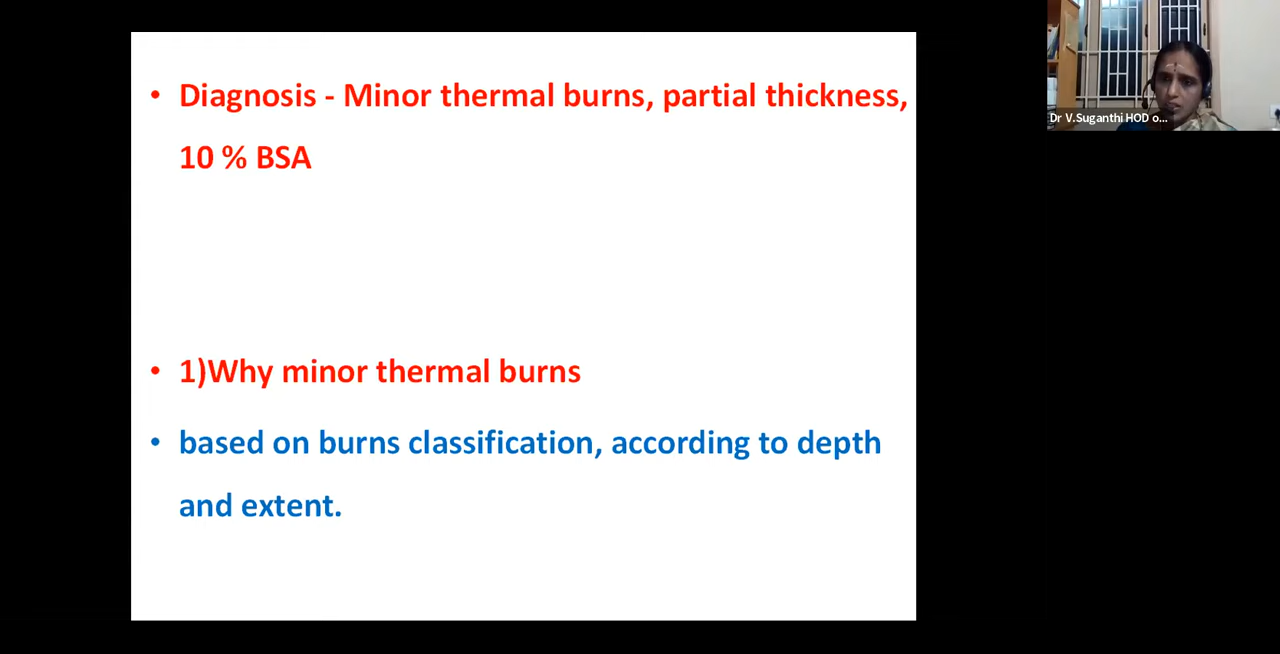 • Diagnosis - Minor thermal burns, partial thickness,
10 % BSA
• 1)Why minor thermal burns
• based on burns classification, according to depth
and extent.
Dr V.Suganthi HOD o...